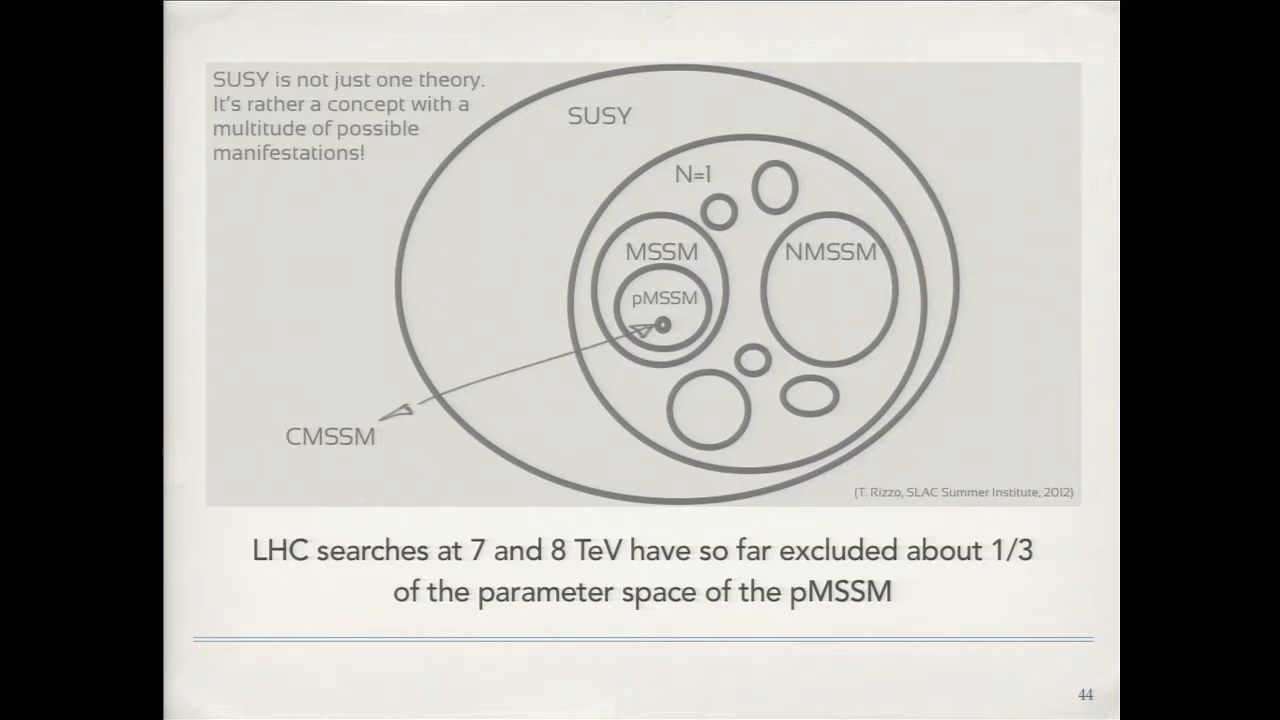 SUSY is not just one theory.
It's rather a concept with a
multitude of possible
manifestations!
SUSY
N=1
MSSM
NMSSM
pMSSM
CMSSM
(T. Rizzo, SLAC Summer Institute, 2012)
LHC searches at 7 and 8 TeV have so far excluded about 1/3
of the parameter space of the pMSSM
44